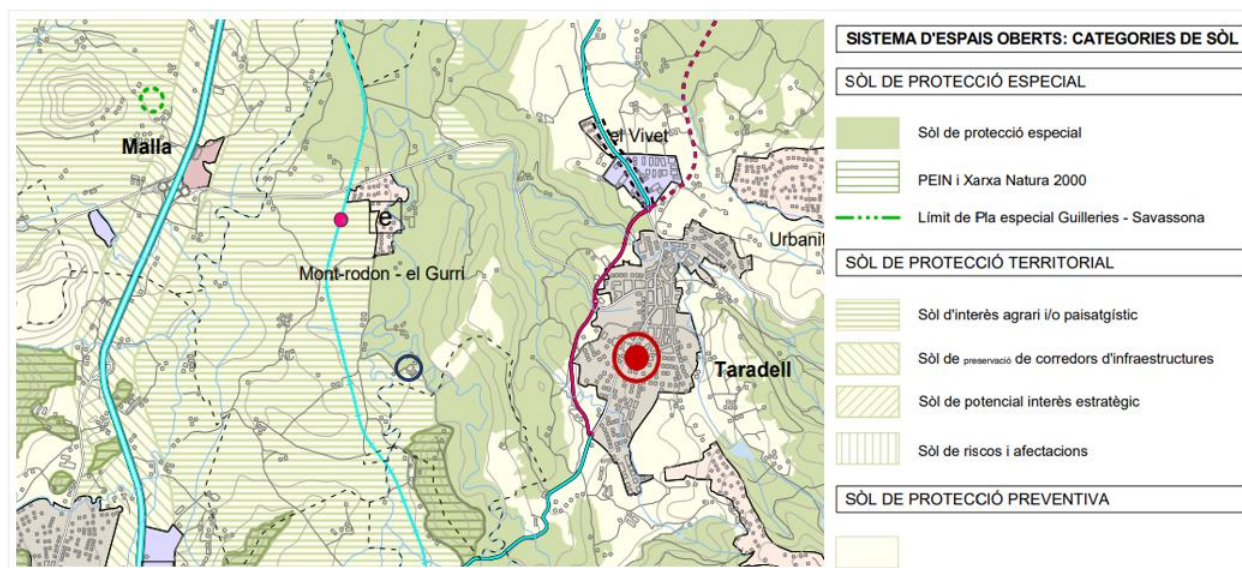 SISTEMA D'ESPAIS OBERTS: CATEGORIES DE SÒL
SÒL DE PROTECCIÓ ESPECIAL
Sòl de protecció especial
PEIN i Xarxa Natura 2000
Límit de Pla especial Guilleries - Savassona
SÒL DE PROTECCIÓ TERRITORIAL
Sòl d'interès agrari i/o paisatgístic
Sòl de preservació de corredors d'infraestructures
Sòl de potencial interès estratègic
Sòl de riscos i afectacions
SÒL DE PROTECCIÓ PREVENTIVA
el Vivet
Malla
e
Urbanit
Mont-rodon - el Gurri
Taradell